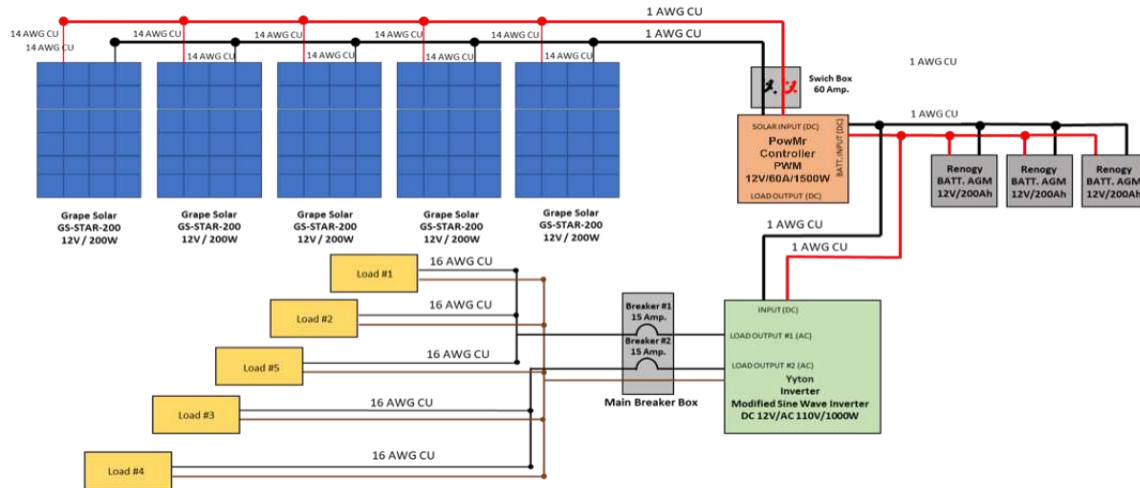 1 AWG CU
14 AWG CU 14 AWG CU 14 AWG CU 14 AWG CU 14 AWG CU
1 AWG CU
14 AWG CU 14 AWG CU 14 AWG CU 14 AWG CU 14 AWG CU
1 AWG CU
Swich Box
60 Amp.
1 AWG CU
SOLAR INPUT (DC)
BATT. INPUT (DC)
PowMr
Controller
PWM
12V/60A/1500W
LOAD OUTPUT (DC)
Renogy
BATT. AGM
12V/200Ah
Renogy
BATT. AGM
12V/200Ah
Renogy
BATT. AGM
12V/200Ah
Grape Solar
GS-STAR-200
12V / 200W
Grape Solar
GS-STAR-200
12V / 200W
Grape Solar
GS-STAR-200
12V / 200W
Grape Solar
GS-STAR-200
12V / 200W
Grape Solar
GS-STAR-200
12V / 200W
1 AWG CU
1 AWG CU
Load #1
16 AWG CU
Load #2
16 AWG CU
Load #5
16 AWG CU
Load #3
16 AWG CU
Load #4
16 AWG CU
Breaker #1
15 Amp.
Breaker #2
15 Amp.
Main Breaker Box
INPUT (DC)
LOAD OUTPUT #1 (AC)
LOAD OUTPUT #2 (AC)
Yyton
Inverter
Modified Sine Wave Inverter
DC 12V/AC 110V/1000W